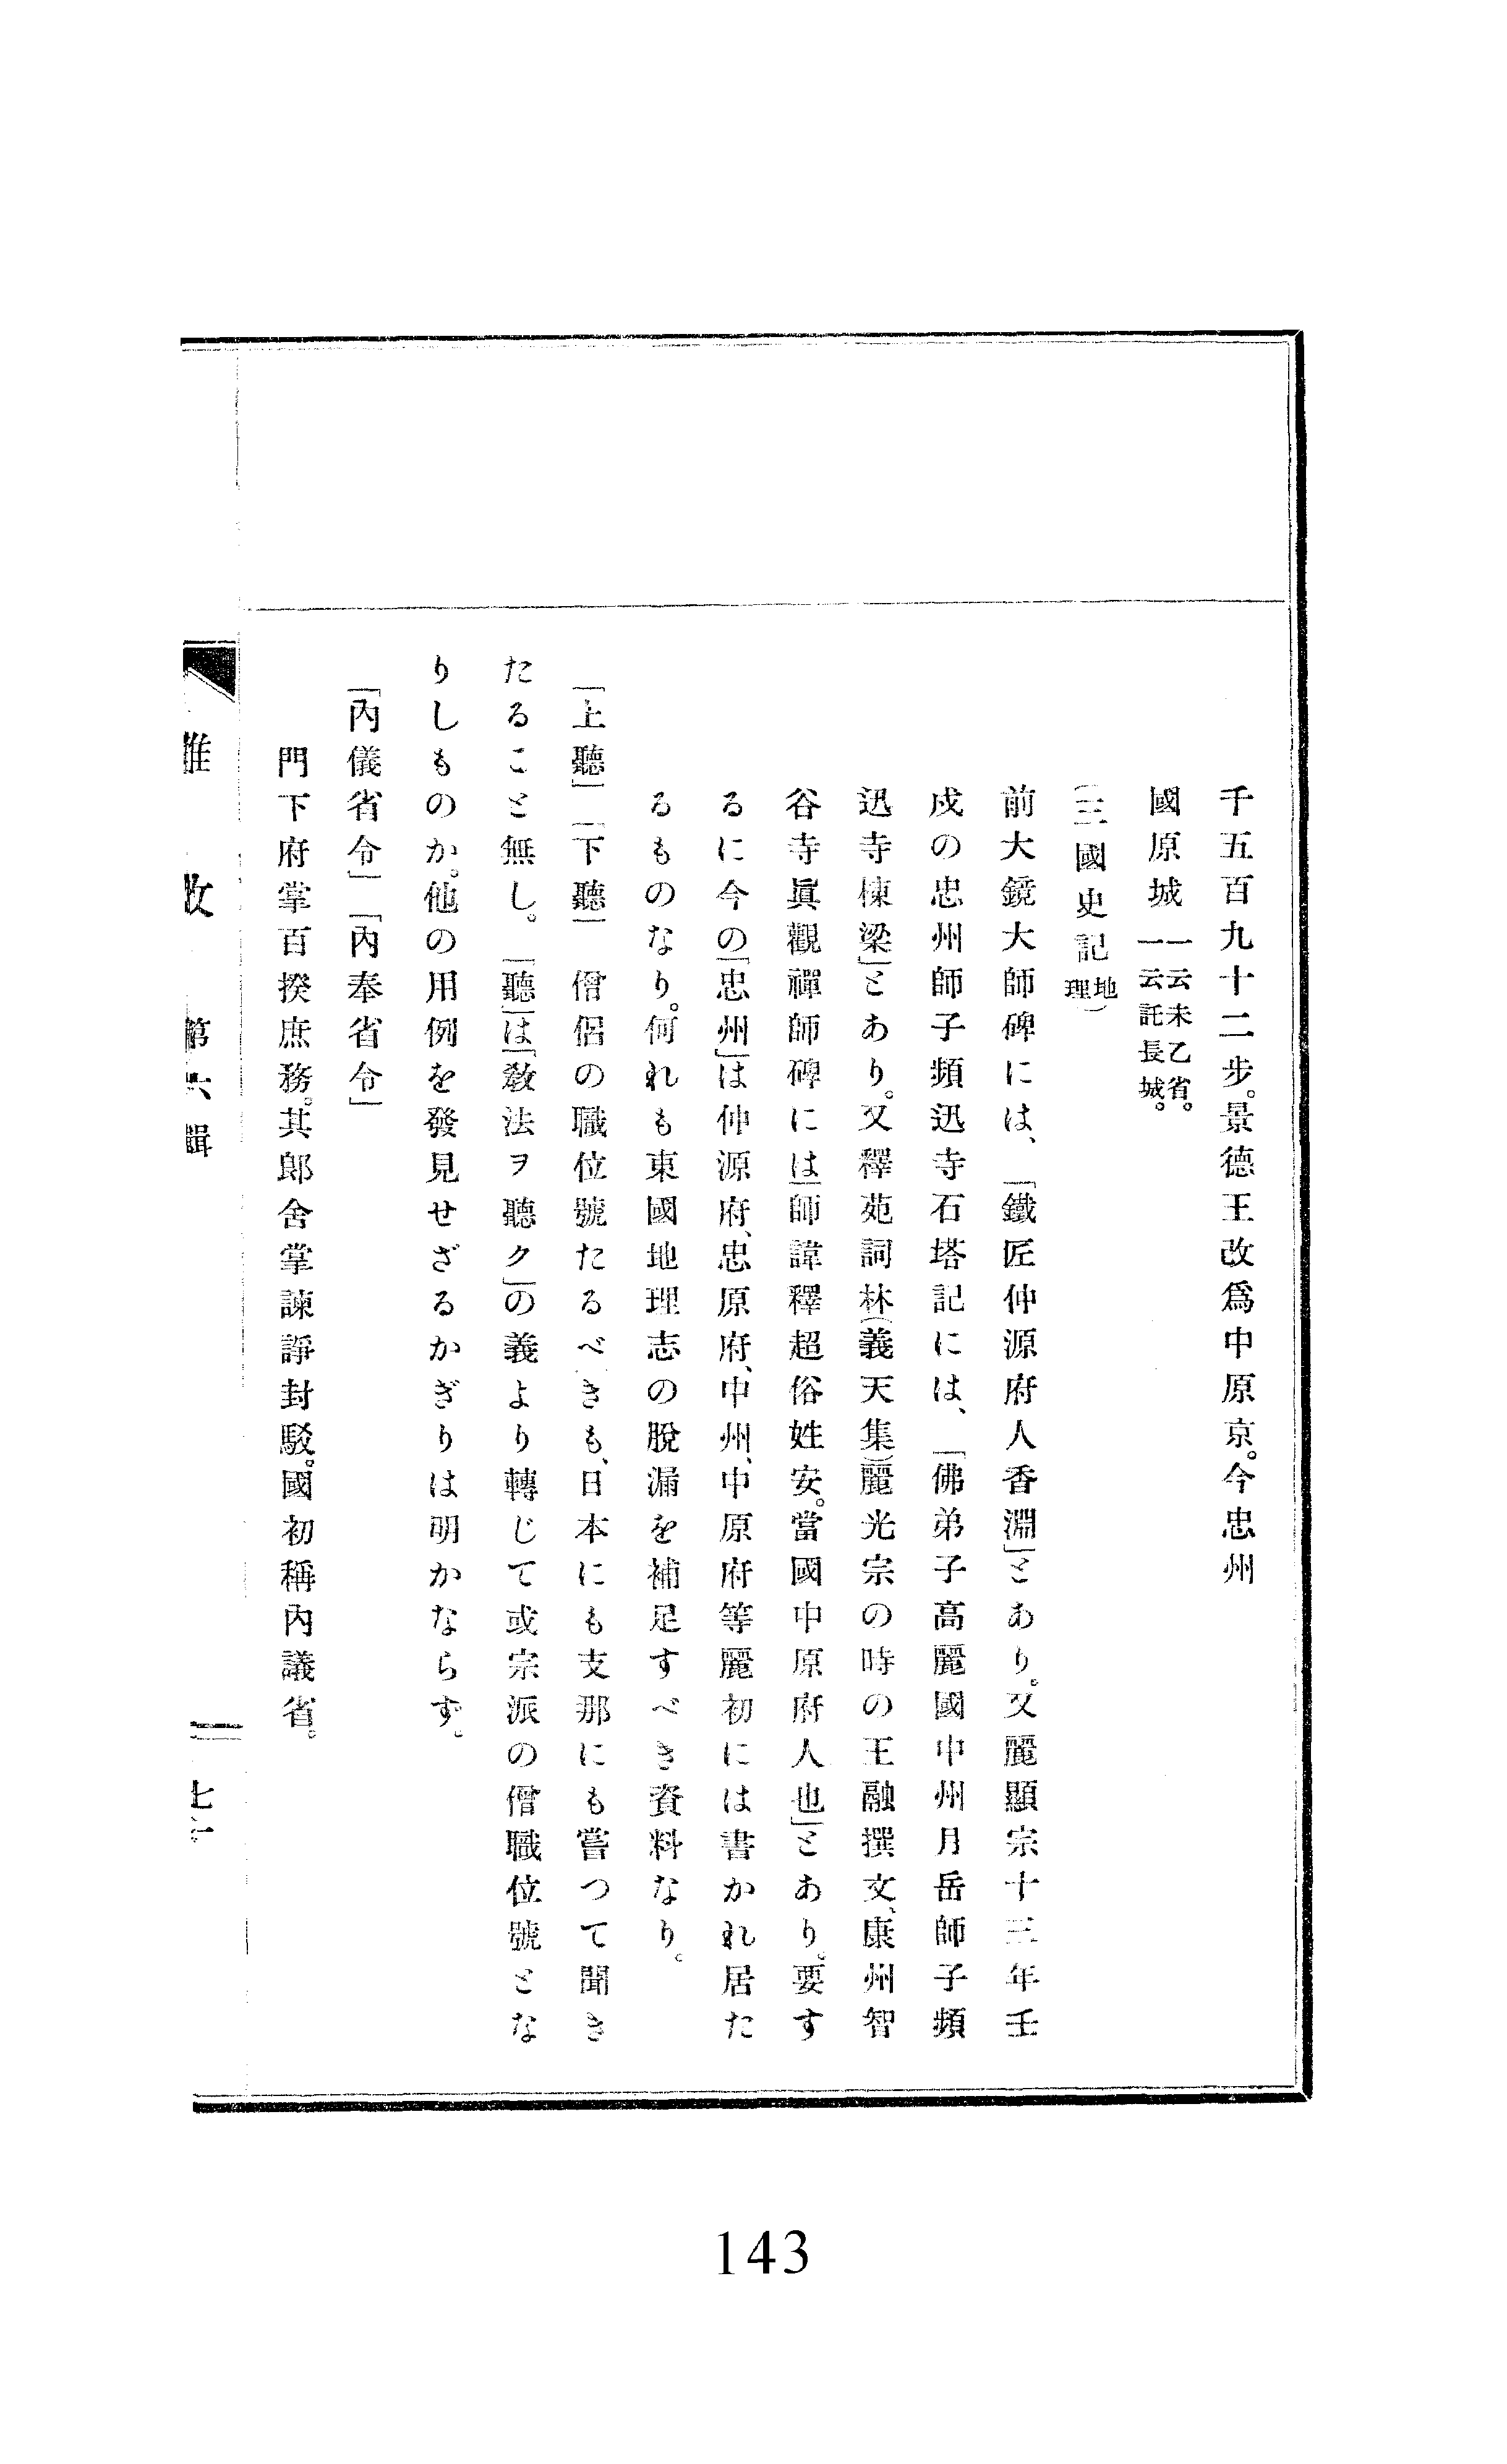 千五百九十二步。景德王改爲中原京。今忠州
國原城 一云未乙省。
一云託長城。
（三國史記地理）
前大鏡大師碑には、「鐵匠仲源府人香淵」とあり。又麗顯宗十三年壬
戌の忠州師子頻迅寺石塔記には、「佛弟子高麗國中州月岳師子頻
迅寺棟梁」とあり。又釋苑詞林（義天集）麗光宗の時の王融撰文、康州智
谷寺眞觀禪師碑には「師諱釋超俗姓安。當國中原府人也」とあり。要す
るに今の「忠州」は仲源府、忠原府、中州、中原府等麗初には書かれ居た
るものなり。何れも東國地理志の脫漏を補足すべき資料なり。
「上聽」「下聽」 僧侶の職位號たるべきも、日本にも支那にも嘗つて聞き
たること無し。「聽」は「敎法ヲ聽ク」の義より轉じて或宗派の僧職位號とな
りしものか。他の用例を發見せざるかぎりは明かならず。
「內儀省令」「內奉省令」
門下府掌百揆庶務。其郎舍掌諫諍封駁。國初稱內議省。
攷 第六輯
143